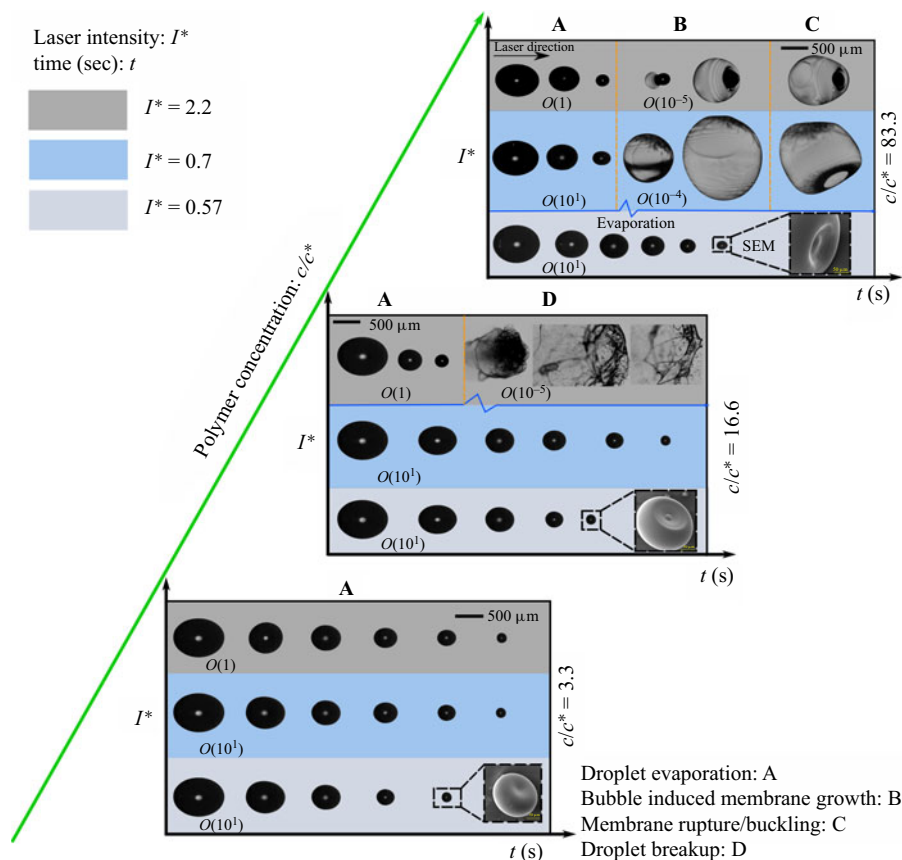 Laser intensity: I*
time (sec): t
I* = 2.2
I* = 0.7
I* = 0.57
Polymer concentration: c/c*
A B C
Laser direction
500 μm
O(1) O(10⁻⁵)
I*
O(10¹) O(10⁻⁴)
Evaporation
SEM
O(10¹)
c/c* = 83.3
t (s)
A D
500 μm
O(1) O(10⁻⁵)
I*
O(10¹)
O(10¹)
c/c* = 16.6
t (s)
A
500 μm
O(1)
I*
O(10¹)
O(10¹)
c/c* = 3.3
t (s)
Droplet evaporation: A
Bubble induced membrane growth: B
Membrane rupture/buckling: C
Droplet breakup: D